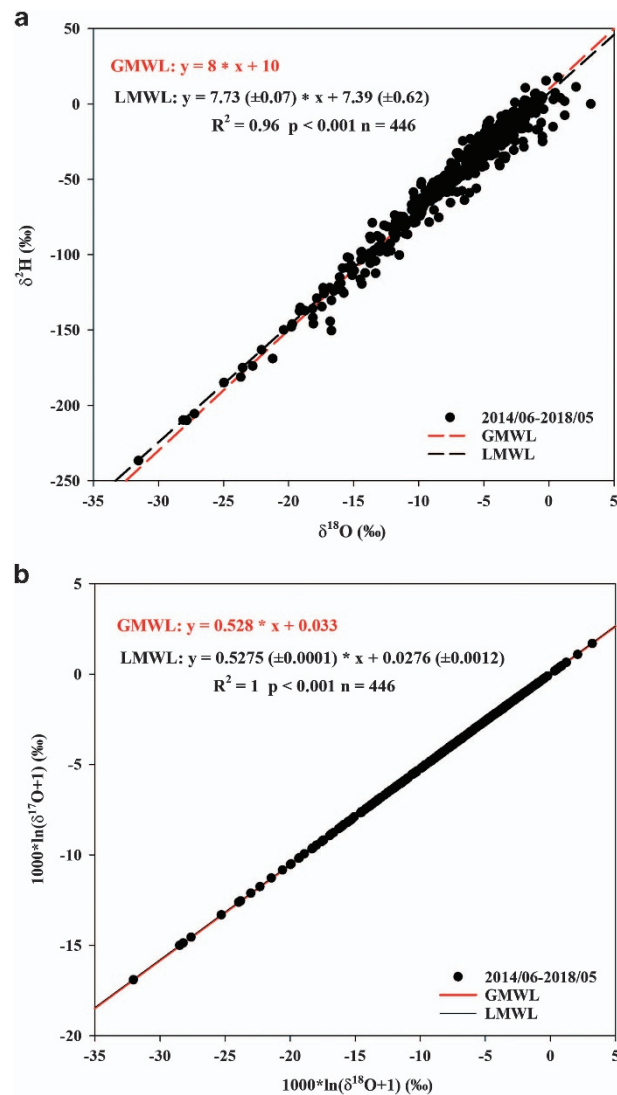 a
GMWL: y = 8 * x + 10
LMWL: y = 7.73 (±0.07) * x + 7.39 (±0.62)
R² = 0.96 p < 0.001 n = 446
50
0
-50
-100
-150
-200
-250
δ²H (‰)
2014/06-2018/05
GMWL
LMWL
-35 -30 -25 -20 -15 -10 -5 0 5
δ¹⁸O (‰)
b
GMWL: y = 0.528 * x + 0.033
LMWL: y = 0.5275 (±0.0001) * x + 0.0276 (±0.0012)
R² = 1 p < 0.001 n = 446
5
0
-5
-10
-15
-20
1000*ln(δ¹⁷O+1) (‰)
2014/06-2018/05
GMWL
LMWL
-35 -30 -25 -20 -15 -10 -5 0 5
1000*ln(δ¹⁸O+1) (‰)